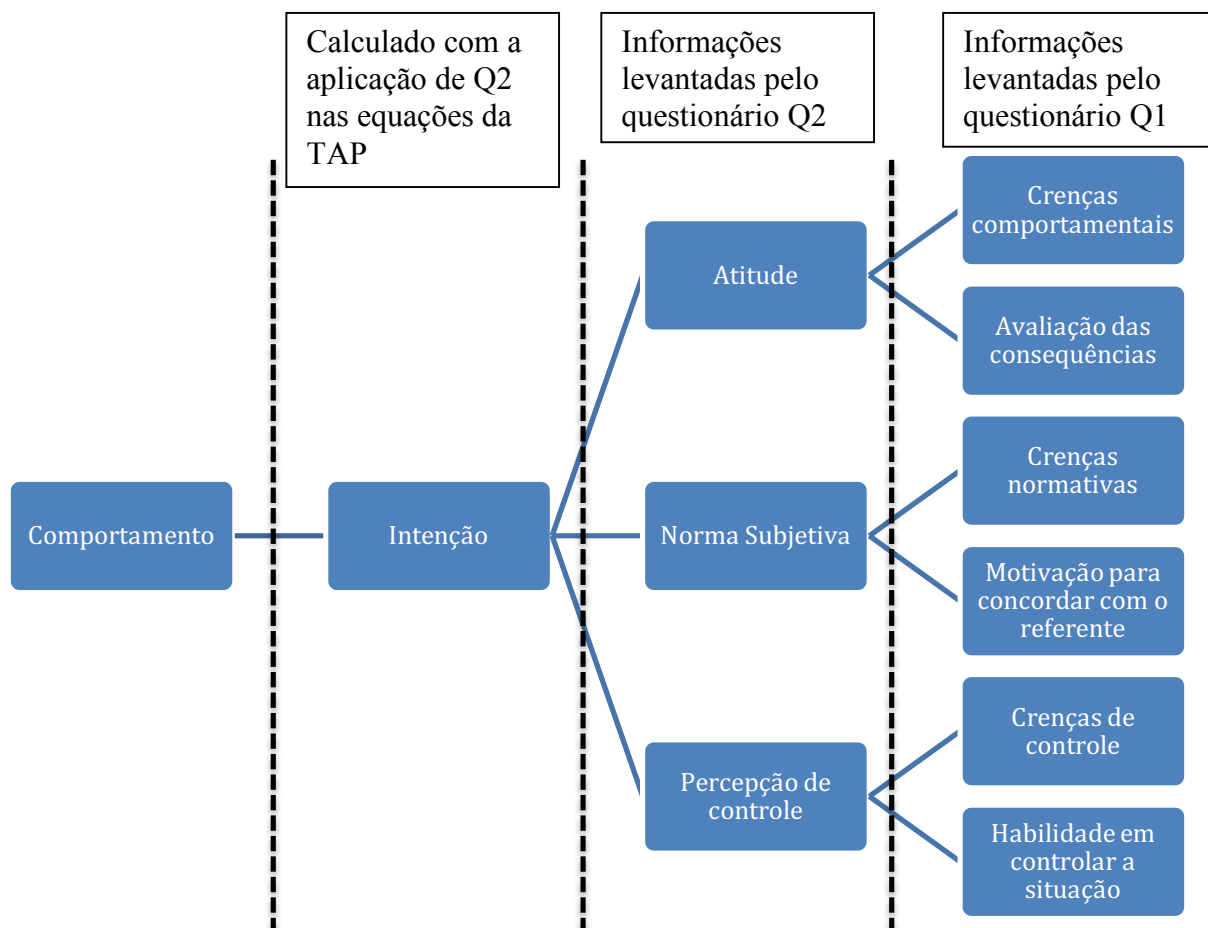 Calculado com a
aplicação de Q2
nas equações da
TAP
Informações
levantadas pelo
questionário Q2
Informações
levantadas pelo
questionário Q1
Comportamento
Intenção
Atitude
Norma Subjetiva
Percepção de
controle
Crenças
comportamentais
Avaliação das
consequências
Crenças
normativas
Motivação para
concordar com o
referente
Crenças de
controle
Habilidade em
controlar a
situação